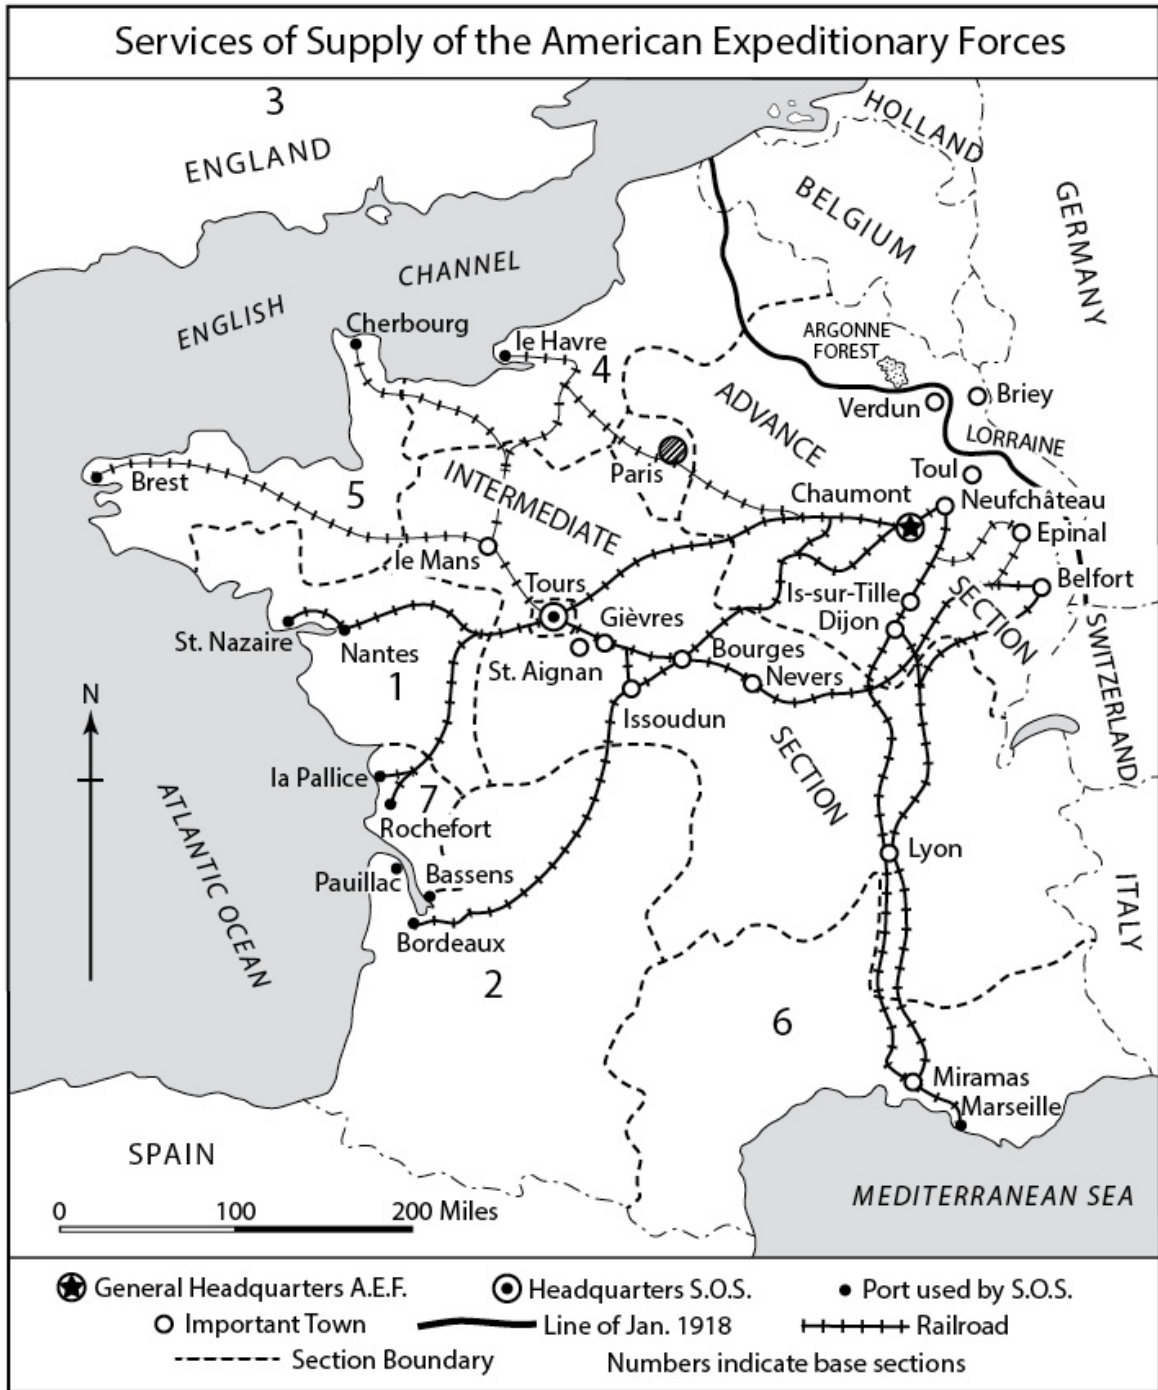 Services of Supply of the American Expeditionary Forces
3
ENGLAND
HOLLAND
BELGIUM
GERMANY
ENGLISH
CHANNEL
Cherbourg
le Havre
4
ARGONNE
FOREST
Verdun
Briey
ADVANCE
LORRAINE
Brest
5
INTERMEDIATE
Paris
Toul
Chaumont
Neufchâteau
Epinal
le Mans
Tours
Is-sur-Tille
Belfort
SECTION
Dijon
Gièvres
St. Nazaire
Nantes
St. Aignan
Bourges
Nevers
SWITZERLAND
N
1
Issoudun
SECTION
la Pallice
7
Rochefort
ATLANTIC OCEAN
Pauillac
Bassens
Lyon
ITALY
Bordeaux
2
6
Miramas
Marseille
SPAIN
MEDITERRANEAN SEA
0 100 200 Miles
General Headquarters A.E.F.
Headquarters S.O.S.
Port used by S.O.S.
Important Town
Line of Jan. 1918
Railroad
Section Boundary
Numbers indicate base sections